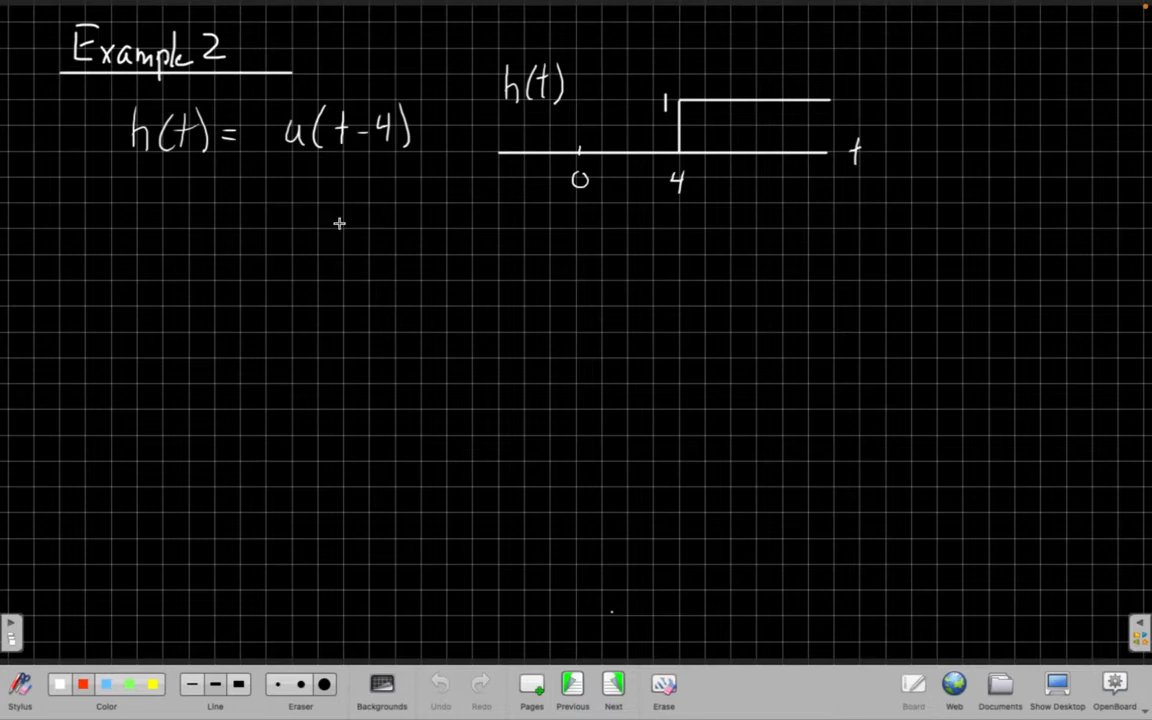 Example 2
h(t) = u(t-4)
h(t)
1
t
0 4
Stylus Color Line Eraser Backgrounds Undo Redo Pages Previous Next Erase Board Web Documents Show Desktop OpenBoard